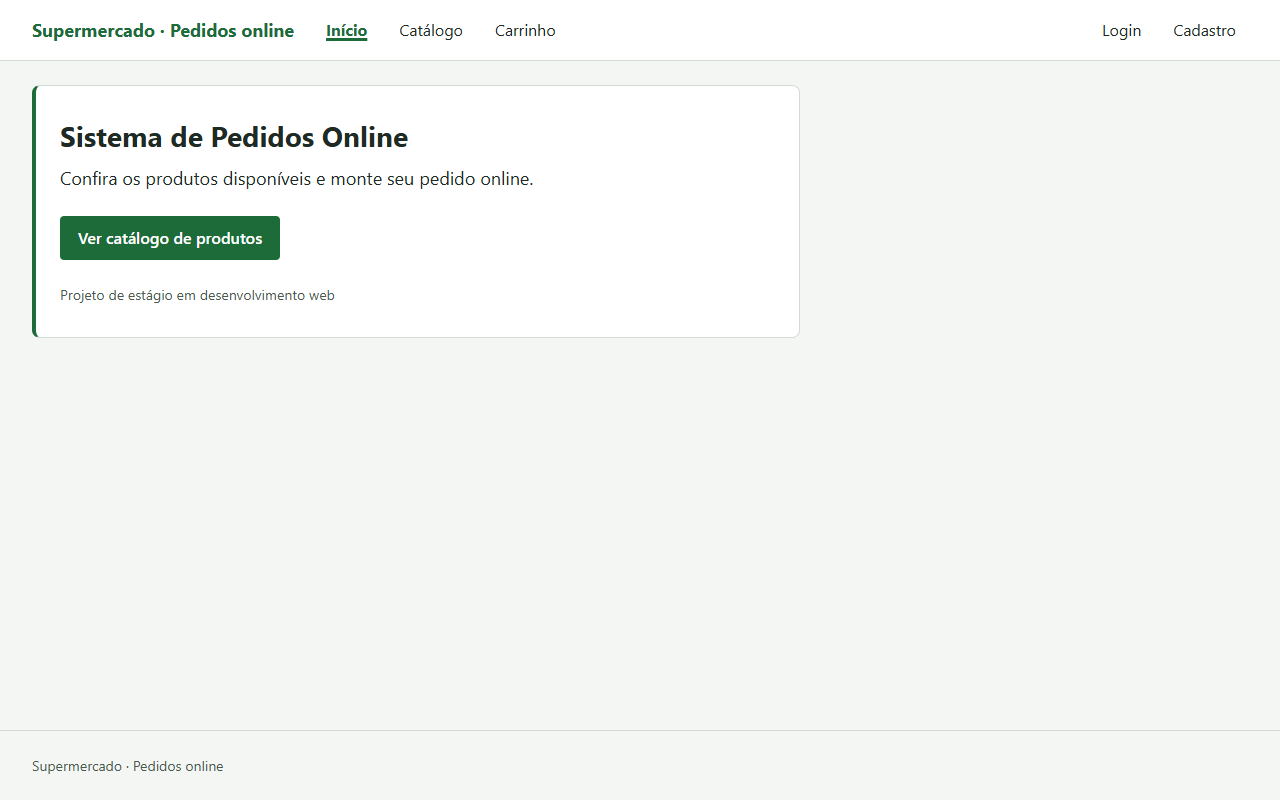 Supermercado · Pedidos online Início Catálogo Carrinho Login Cadastro
Sistema de Pedidos Online
Confira os produtos disponíveis e monte seu pedido online.
Ver catálogo de produtos
Projeto de estágio em desenvolvimento web
Supermercado · Pedidos online